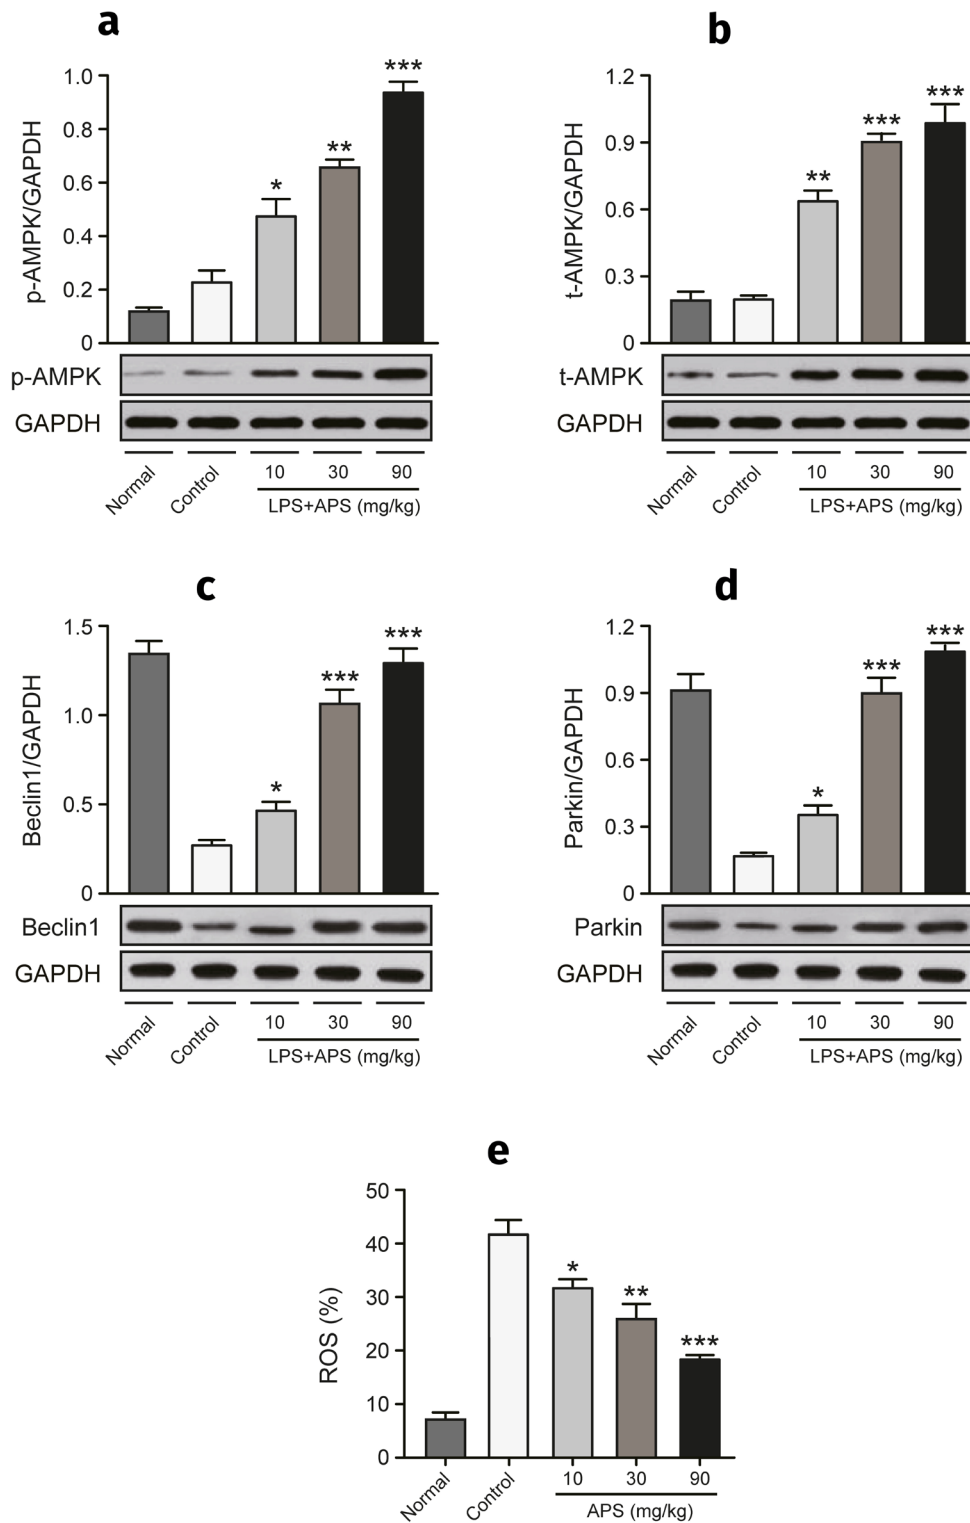 a
p-AMPK/GAPDH
1.0
0.8
0.6
0.4
0.2
0
*
**
***
p-AMPK
GAPDH
Normal
Control
10
30
90
LPS+APS (mg/kg)
b
t-AMPK/GAPDH
1.2
0.9
0.6
0.3
0
**
***
***
t-AMPK
GAPDH
Normal
Control
10
30
90
LPS+APS (mg/kg)
c
Beclin1/GAPDH
1.5
1.0
0.5
0
*
***
***
Beclin1
GAPDH
Normal
Control
10
30
90
LPS+APS (mg/kg)
d
Parkin/GAPDH
1.2
0.9
0.6
0.3
0
*
***
***
Parkin
GAPDH
Normal
Control
10
30
90
LPS+APS (mg/kg)
e
ROS (%)
50
40
30
20
10
0
*
**
***
Normal
Control
10
30
90
APS (mg/kg)